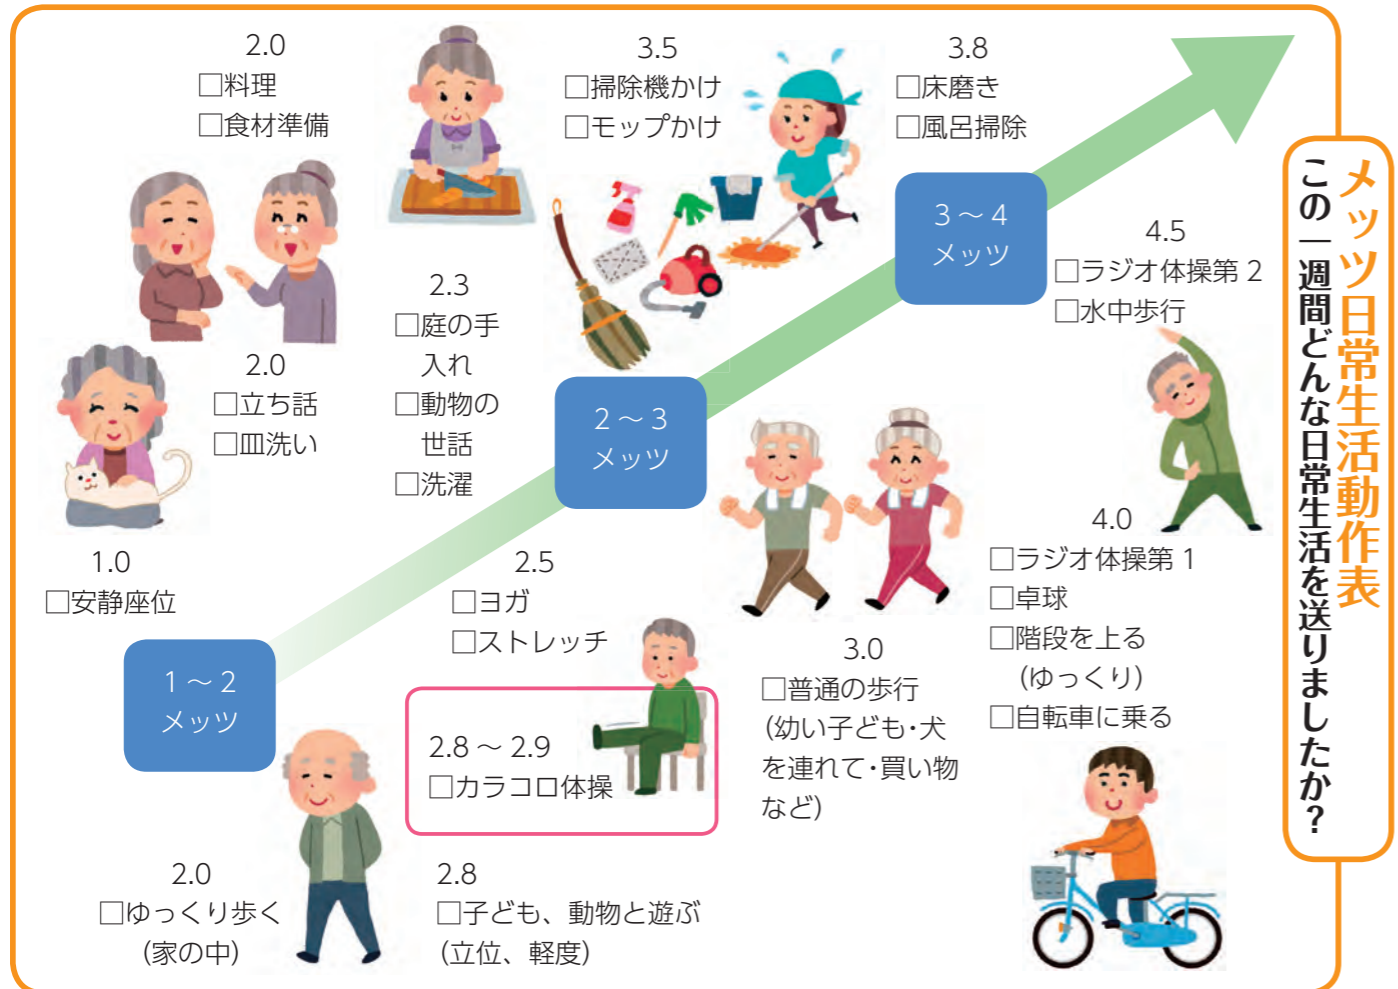 メッツ日常生活動作表
この一週間どんな日常生活を送りましたか？
2.0
□料理
□食材準備
3.5
□掃除機かけ
□モップかけ
3.8
□床磨き
□風呂掃除
3～4
メッツ
4.5
□ラジオ体操第2
□水中歩行
2.0
□立ち話
□皿洗い
2.3
□庭の手
入れ
□動物の
世話
□洗濯
2～3
メッツ
1.0
□安静座位
1～2
メッツ
2.5
□ヨガ
□ストレッチ
2.8～2.9
□カラコロ体操
3.0
□普通の歩行
(幼い子ども・犬
を連れて・買い物
など)
4.0
□ラジオ体操第1
□卓球
□階段を上る
(ゆっくり)
□自転車に乗る
2.0
□ゆっくり歩く
(家の中)
2.8
□子ども、動物と遊ぶ
(立位、軽度)